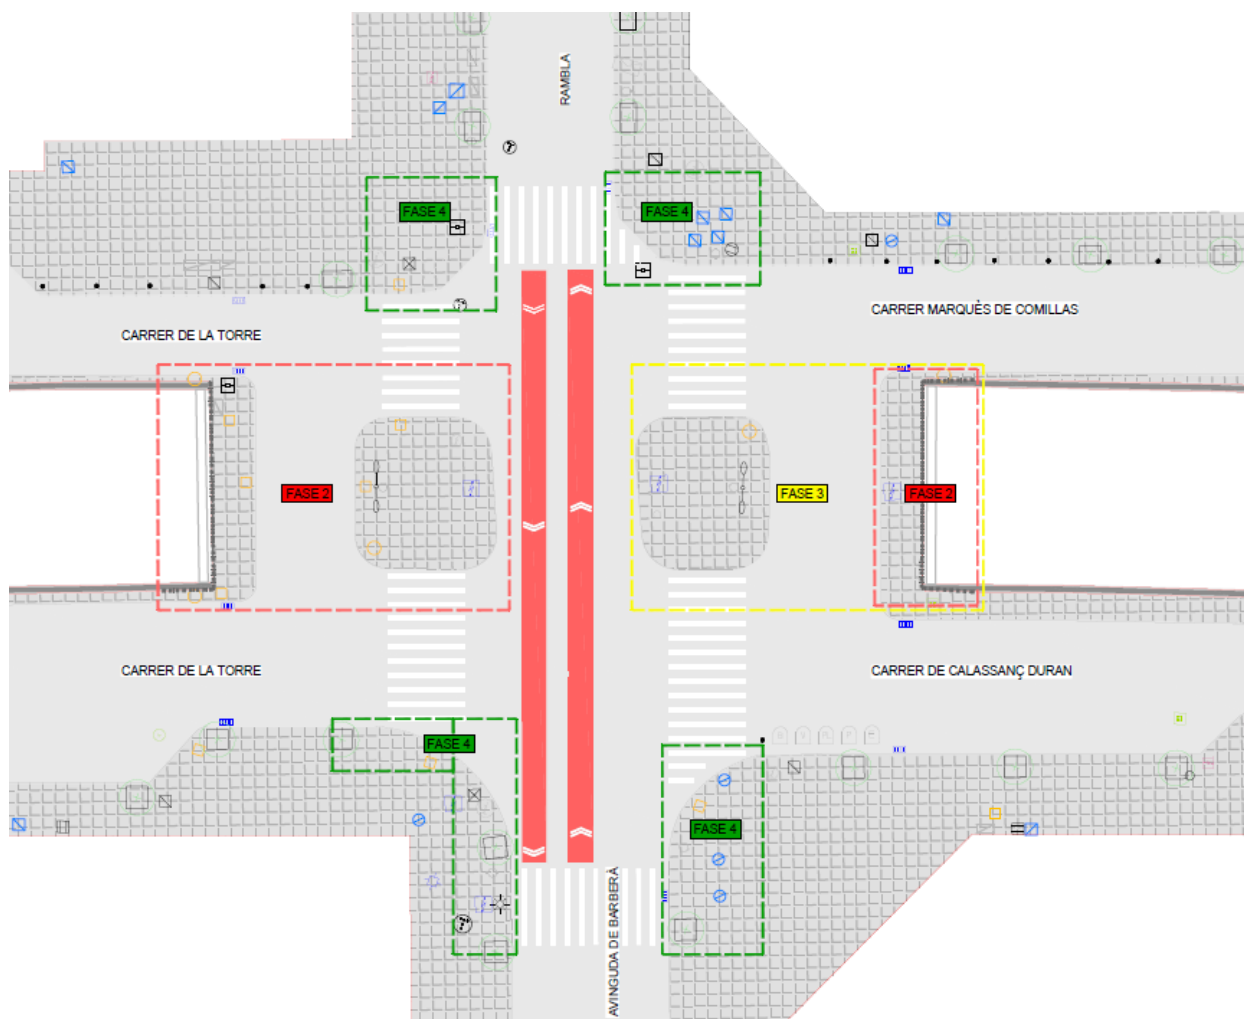 RAMBLA
FASE 4
FASE 4
CARRER DE LA TORRE
CARRER MARQUÈS DE COMILLAS
FASE 2
FASE 3
FASE 2
CARRER DE LA TORRE
CARRER DE CALASSANÇ DURAN
FASE 4
FASE 4
AVINGUDA DE BARBERÀ